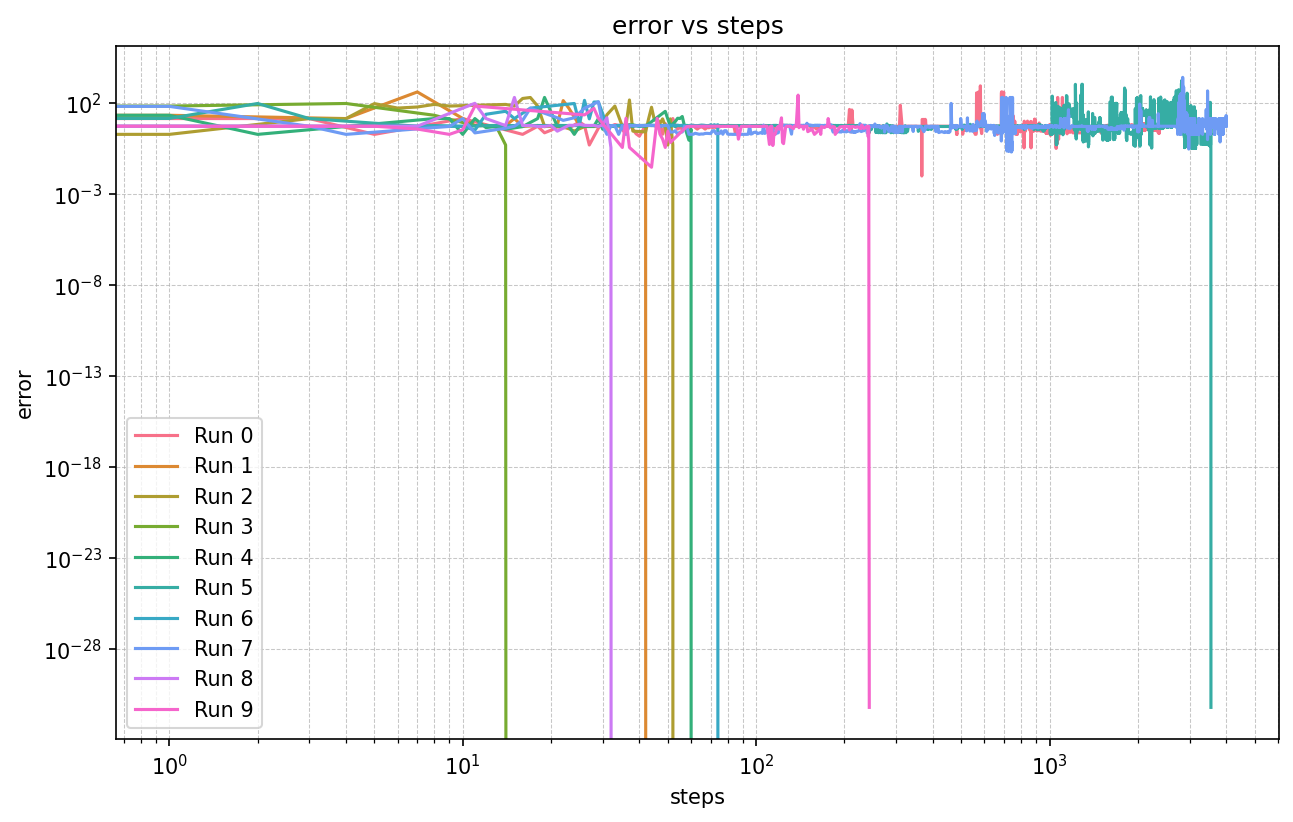 error vs steps
error
10^2
10^-3
10^-8
10^-13
10^-18
10^-23
10^-28
Run 0
Run 1
Run 2
Run 3
Run 4
Run 5
Run 6
Run 7
Run 8
Run 9
10^0
10^1
10^2
10^3
steps